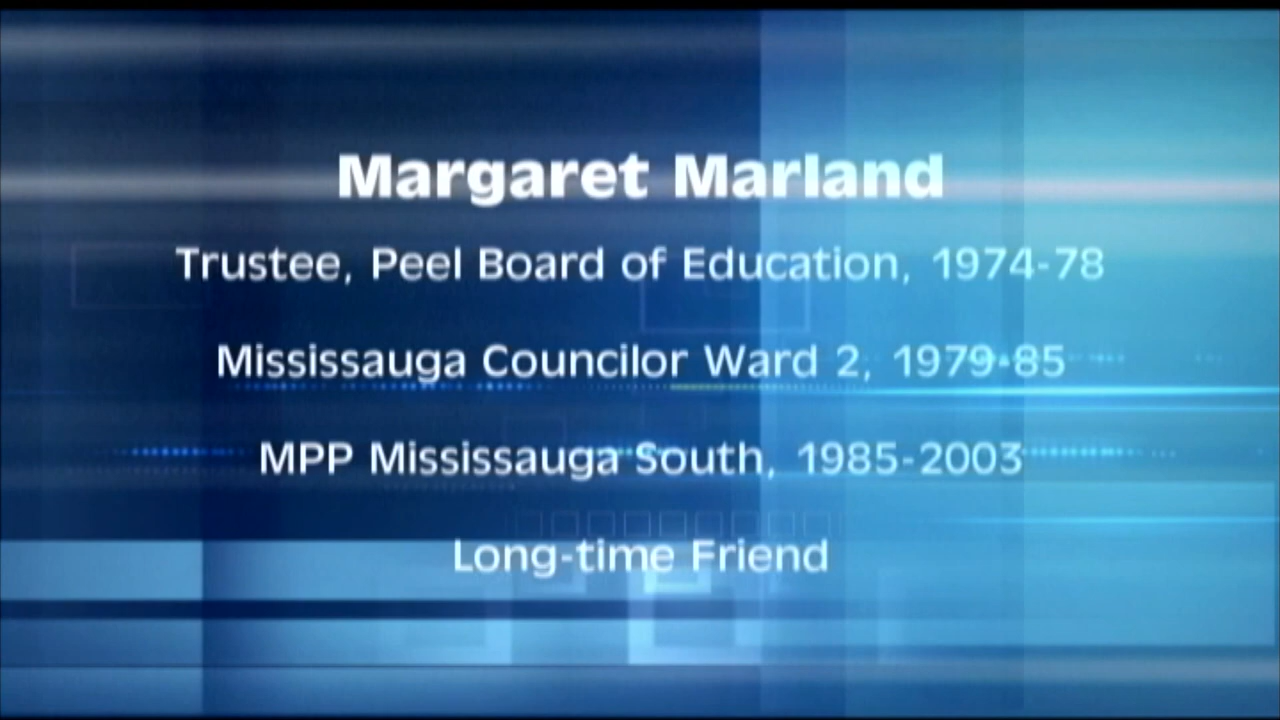 Margaret Marland
Trustee, Peel Board of Education, 1974-78
Mississauga Councilor Ward 2, 1979-85
MPP Mississauga South, 1985-2003
Long-time Friend